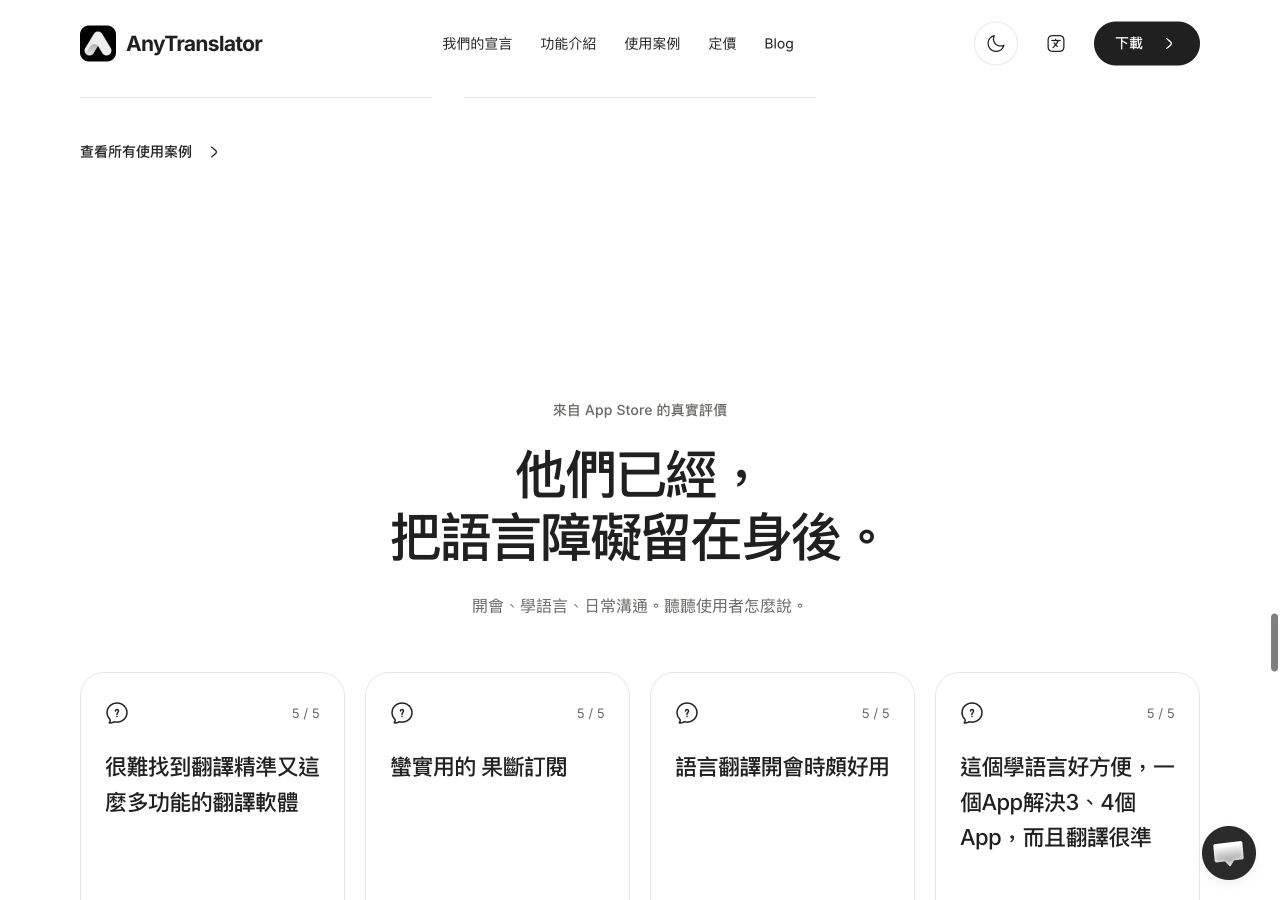 AnyTranslator
我們的宣言 功能介紹 使用案例 定價 Blog
下載
查看所有使用案例
來自 App Store 的真實評價
他們已經，
把語言障礙留在身後。
開會、學語言、日常溝通。聽聽使用者怎麼說。
5 / 5
很難找到翻譯精準又這
麼多功能的翻譯軟體
5 / 5
蠻實用的 果斷訂閱
5 / 5
語言翻譯開會時頗好用
5 / 5
這個學語言好方便，一
個App解決3、4個
App，而且翻譯很準